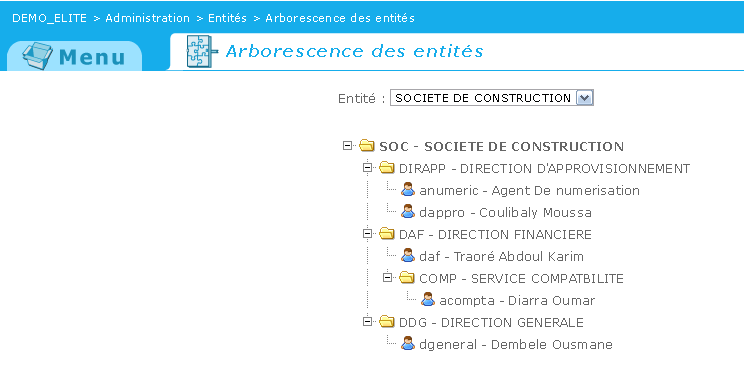 DEMO_ELITE > Administration > Entités > Arborescence des entités
Menu
Arborescence des entités
Entité : SOCIETE DE CONSTRUCTION
SOC - SOCIETE DE CONSTRUCTION
DIRAPP - DIRECTION D'APPROVISIONNEMENT
anumeric - Agent De numerisation
dappro - Coulibaly Moussa
DAF - DIRECTION FINANCIERE
daf - Traoré Abdoul Karim
COMP - SERVICE COMPATBILITE
acompta - Diarra Oumar
DDG - DIRECTION GENERALE
dgeneral - Dembele Ousmane